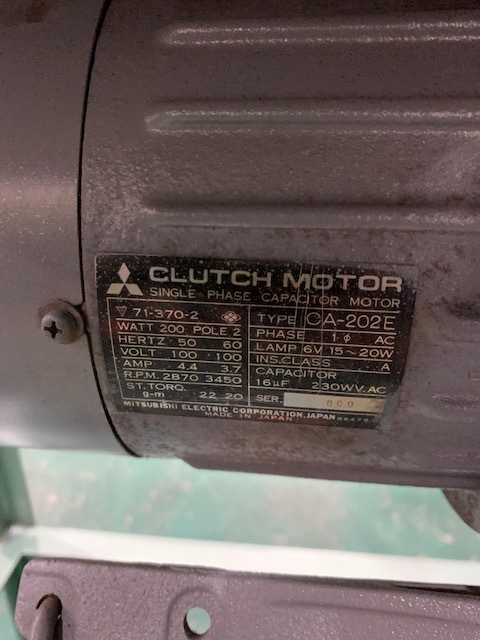 CLUTCH MOTOR
SINGLE PHASE CAPACITOR MOTOR
▽ 71-370-2 TYPE CA-202E
WATT 200 POLE 2 PHASE 1ϕ AC
HERTZ 50 60 LAMP 6V 15~20W
VOLT 100 100 INS.CLASS A
AMP 4.4 3.7 CAPACITOR
R.P.M. 2870 3450 16μF 230WV.AC
ST.TORQ. g-m 22 20 SER. 809
MITSUBISHI ELECTRIC CORPORATION, JAPAN
MADE IN JAPAN